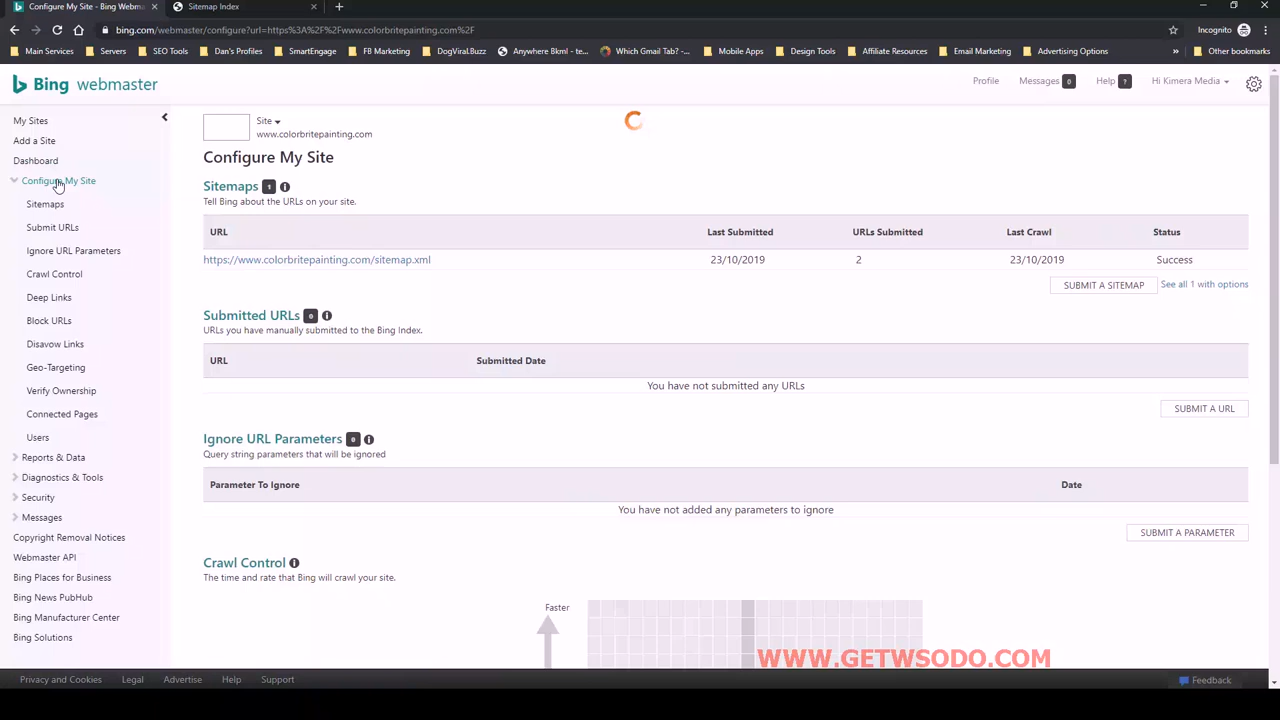 Configure My Site - Bing Webma
Sitemap Index
bing.com/webmaster/configure?url=https%3A%2F%2Fwww.colorbritepainting.com%2F
Incognito
Main Services
Servers
SEO Tools
Dan's Profiles
SmartEngage
FB Marketing
DogViral.Buzz
Anywhere Bkml - te...
Which Gmail Tab? -...
Mobile Apps
Design Tools
Affiliate Resources
Email Marketing
Advertising Options
»
Other bookmarks
Bing webmaster
Profile
Messages 0
Help ?
Hi Kimera Media
My Sites
Add a Site
Dashboard
Configure My Site
Sitemaps
Submit URLs
Ignore URL Parameters
Crawl Control
Deep Links
Block URLs
Disavow Links
Geo-Targeting
Verify Ownership
Connected Pages
Users
Reports & Data
Diagnostics & Tools
Security
Messages
Copyright Removal Notices
Webmaster API
Bing Places for Business
Bing News PubHub
Bing Manufacturer Center
Bing Solutions
Site
www.colorbritepainting.com
Configure My Site
Sitemaps 1
Tell Bing about the URLs on your site.
URL Last Submitted URLs Submitted Last Crawl Status
https://www.colorbritepainting.com/sitemap.xml 23/10/2019 2 23/10/2019 Success
SUBMIT A SITEMAP See all 1 with options
Submitted URLs 0
URLs you have manually submitted to the Bing Index.
URL Submitted Date
You have not submitted any URLs
SUBMIT A URL
Ignore URL Parameters 0
Query string parameters that will be ignored
Parameter To Ignore Date
You have not added any parameters to ignore
SUBMIT A PARAMETER
Crawl Control
The time and rate that Bing will crawl your site.
Faster
WWW.GETWSODO.COM
Privacy and Cookies Legal Advertise Help Support Feedback